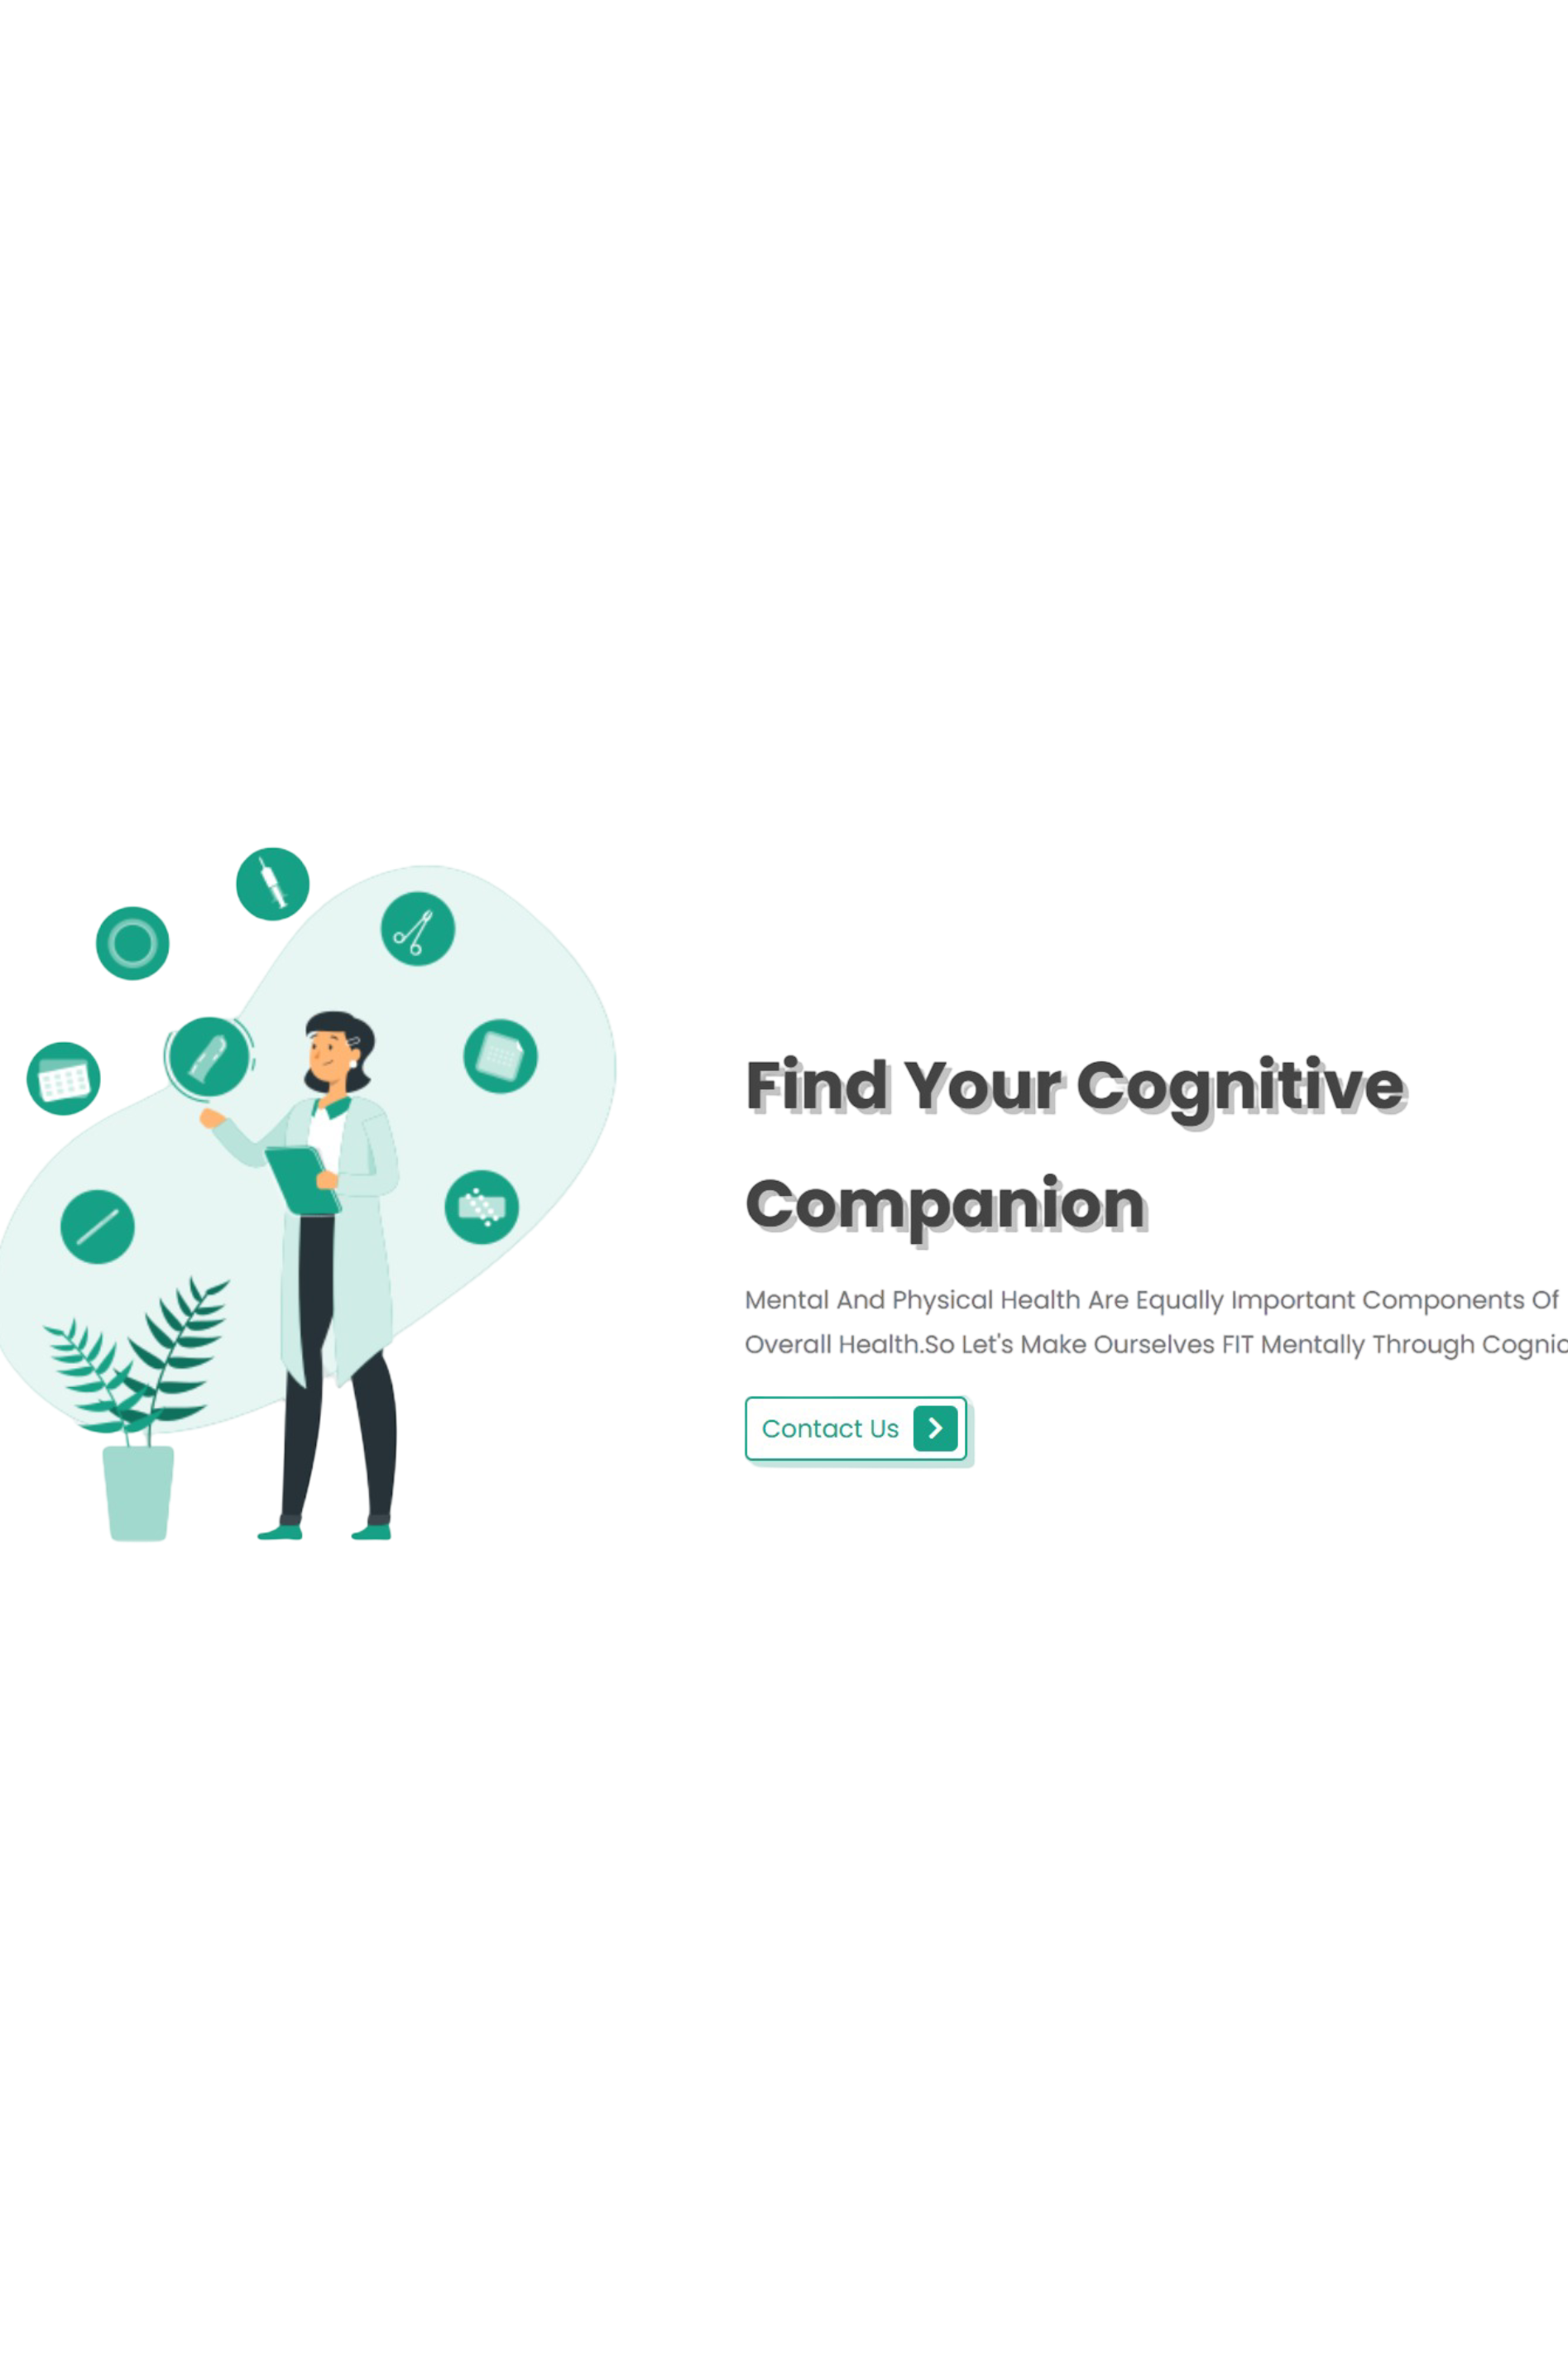 Find Your Cognitive
Companion
Mental And Physical Health Are Equally Important Components Of
Overall Health.So Let's Make Ourselves FIT Mentally Through
Contact Us